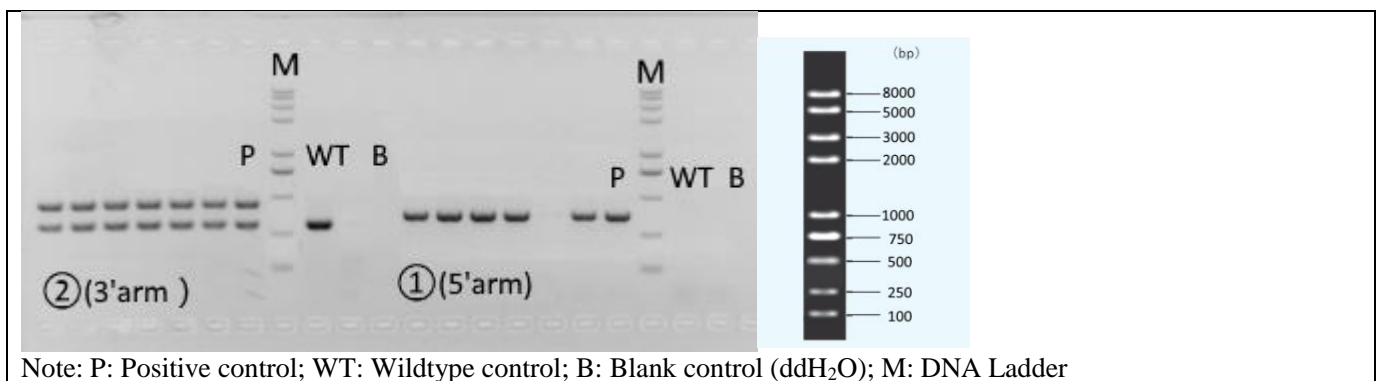 M
P
WT B
②(3'arm )
①(5'arm)
M
P
WT B
(bp)
8000
5000
3000
2000
1000
750
500
250
100
Note: P: Positive control; WT: Wildtype control; B: Blank control (ddH₂O); M: DNA Ladder